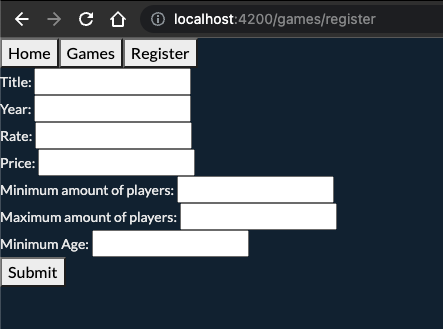 localhost:4200/games/register
Home Games Register
Title:
Year:
Rate:
Price:
Minimum amount of players:
Maximum amount of players:
Minimum Age:
Submit